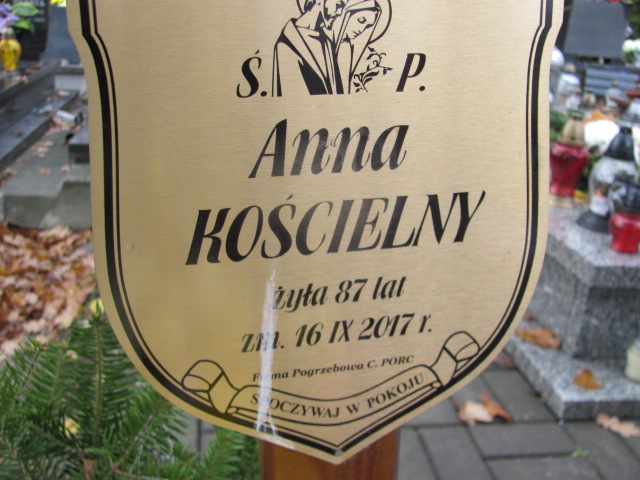 Ś. P.
Anna
KOŚCIELNY
żyła 87 lat
zm. 16 IX 2017 r.
Firma Pogrzebowa C. PORC
SPOCZYWAJ W POKOJU